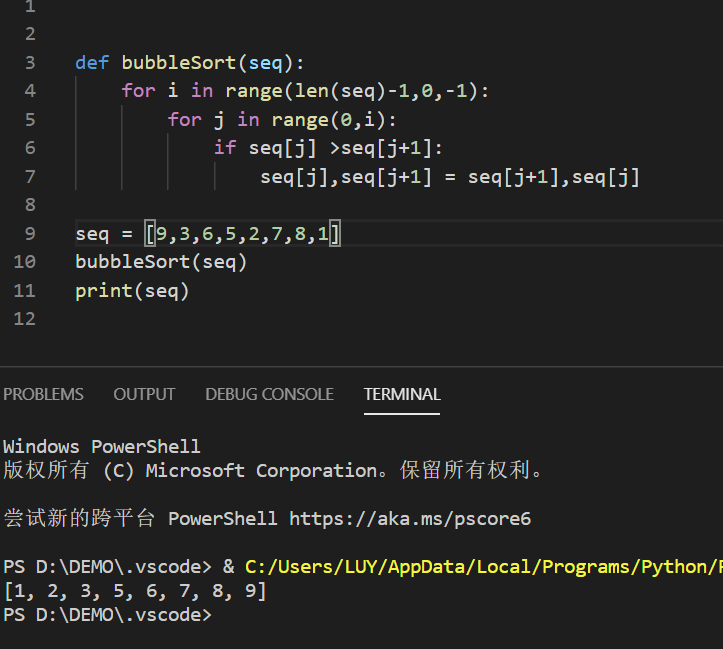 1
2
3 def bubbleSort(seq):
4     for i in range(len(seq)-1,0,-1):
5         for j in range(0,i):
6             if seq[j] >seq[j+1]:
7                 seq[j],seq[j+1] = seq[j+1],seq[j]
8
9 seq = [9,3,6,5,2,7,8,1]
10 bubbleSort(seq)
11 print(seq)
12
PROBLEMS OUTPUT DEBUG CONSOLE TERMINAL
Windows PowerShell
版权所有 (C) Microsoft Corporation。保留所有权利。
尝试新的跨平台 PowerShell https://aka.ms/pscore6
PS D:\DEMO\.vscode> & C:/Users/LUY/AppData/Local/Programs/Python/
[1, 2, 3, 5, 6, 7, 8, 9]
PS D:\DEMO\.vscode>